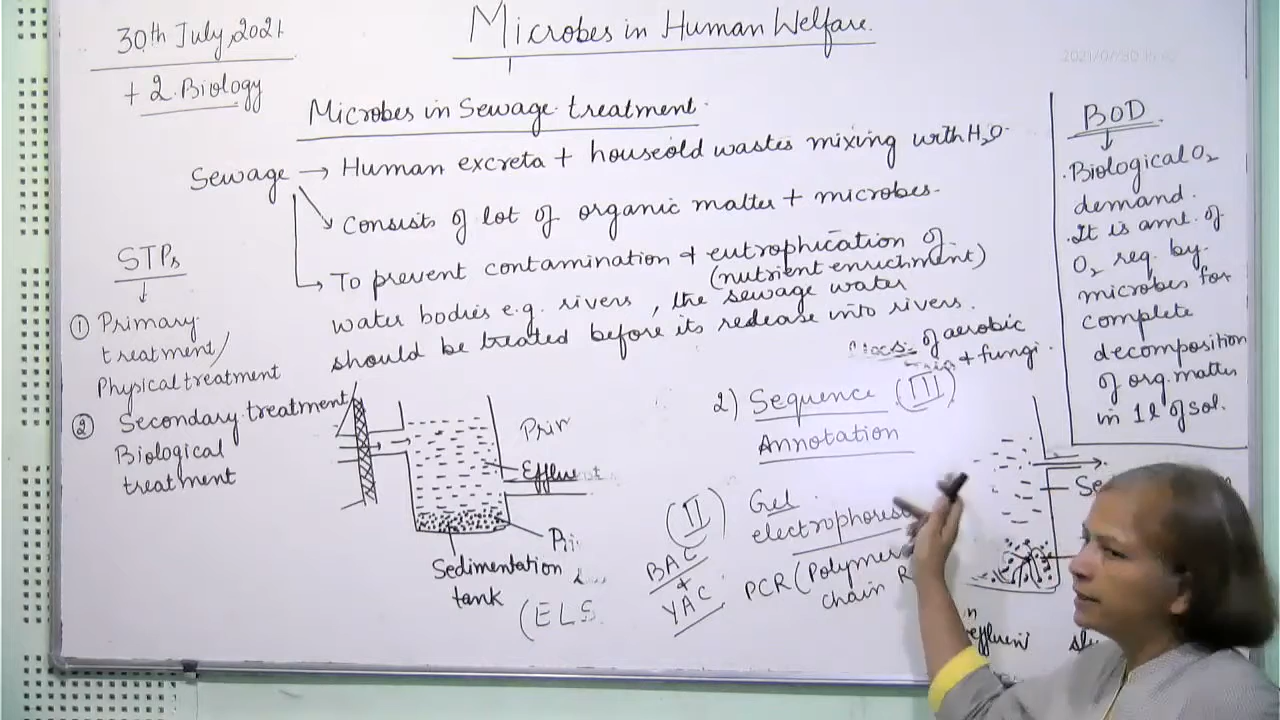 30th July, 2021
+2 Biology
Microbes in Human Welfare.
Microbes in Sewage treatment.
Sewage → Human excreta + houseold wastes mixing with H2O.
Consists of lot of organic matter + microbes.
To prevent contamination & eutrophication of
(nutrient enrichment)
water bodies e.g. rivers, the sewage water
should be treated before its release into rivers.
STPs
① Primary
treatment/
Physical treatment
② Secondary treatment
Biological
treatment
Effluent
Sedimentation
tank
(ELS
of aerobic
+ fungi.
2) Sequence (III)
Annotation
(II) Gel
electrophores
BAC
+
YAC
PCR (Polymer
chain R
BOD
Biological O2
demand.
It is amt. of
O2 req. by
microbes for
complete
decomposition
of org. matter
in 1l of sol.